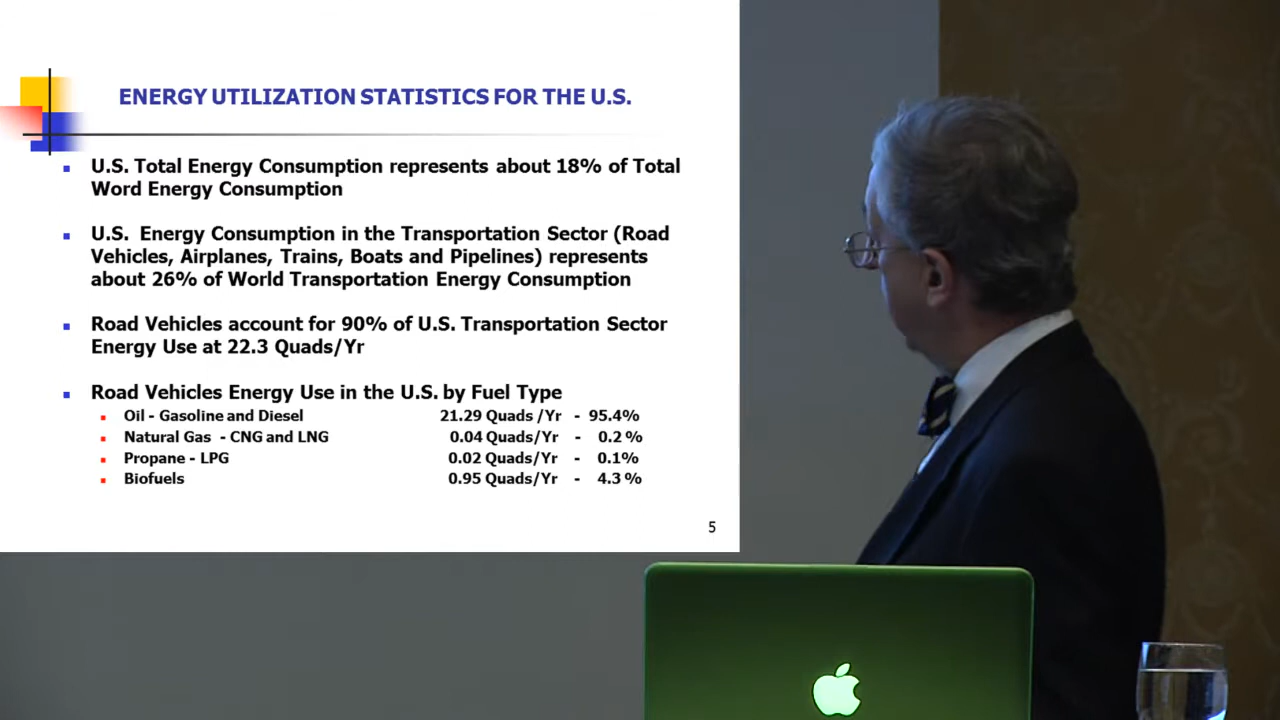 ENERGY UTILIZATION STATISTICS FOR THE U.S.
U.S. Total Energy Consumption represents about 18% of Total
Word Energy Consumption
U.S. Energy Consumption in the Transportation Sector (Road
Vehicles, Airplanes, Trains, Boats and Pipelines) represents
about 26% of World Transportation Energy Consumption
Road Vehicles account for 90% of U.S. Transportation Sector
Energy Use at 22.3 Quads/Yr
Road Vehicles Energy Use in the U.S. by Fuel Type
Oil - Gasoline and Diesel 21.29 Quads /Yr - 95.4%
Natural Gas - CNG and LNG 0.04 Quads/Yr - 0.2 %
Propane - LPG 0.02 Quads/Yr - 0.1%
Biofuels 0.95 Quads/Yr - 4.3 %
5